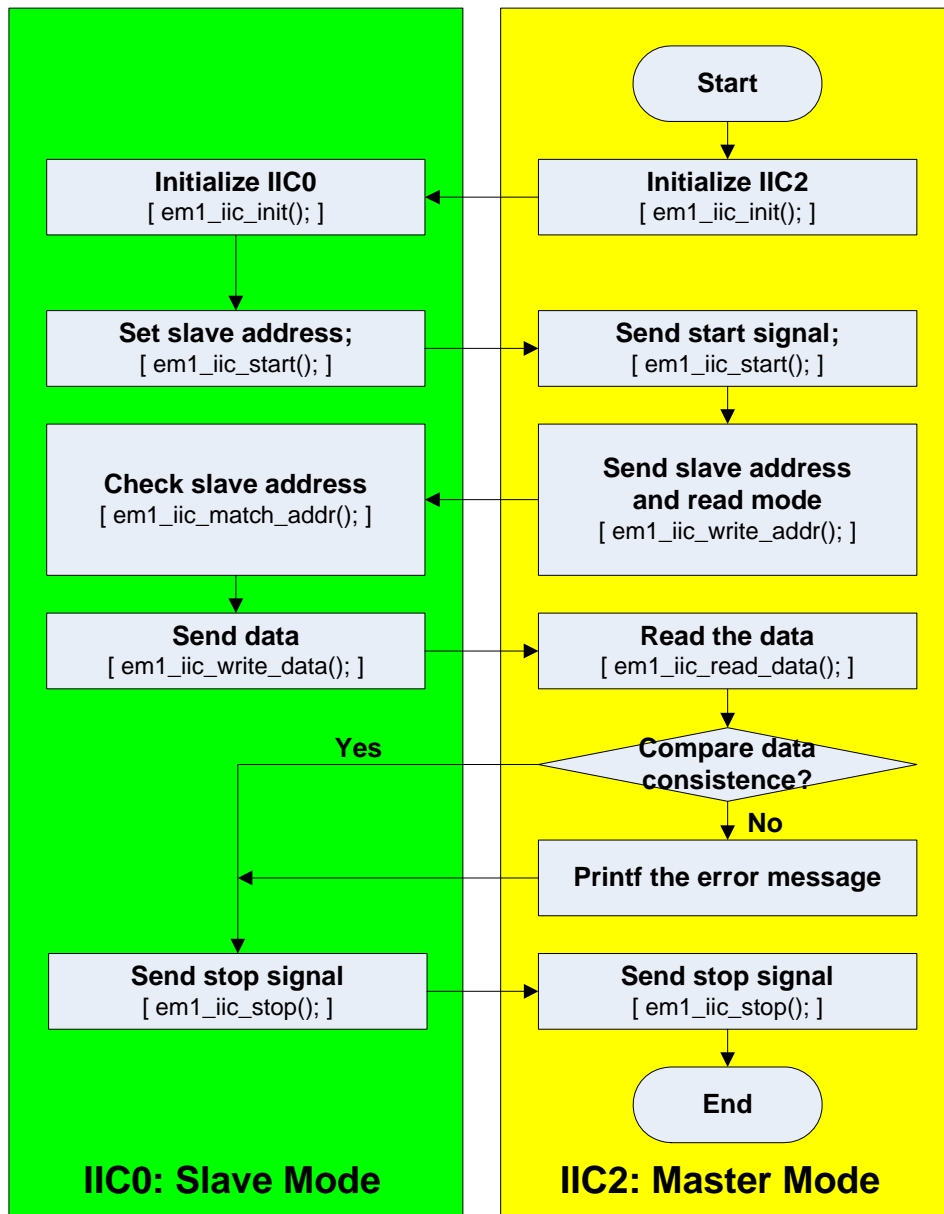 Start
Initialize IIC0
[ em1_iic_init(); ]
Initialize IIC2
[ em1_iic_init(); ]
Set slave address;
[ em1_iic_start(); ]
Send start signal;
[ em1_iic_start(); ]
Check slave address
[ em1_iic_match_addr(); ]
Send slave address
and read mode
[ em1_iic_write_addr(); ]
Send data
[ em1_iic_write_data(); ]
Read the data
[ em1_iic_read_data(); ]
Yes
Compare data
consistence?
No
Printf the error message
Send stop signal
[ em1_iic_stop(); ]
Send stop signal
[ em1_iic_stop(); ]
End
IIC0: Slave Mode
IIC2: Master Mode